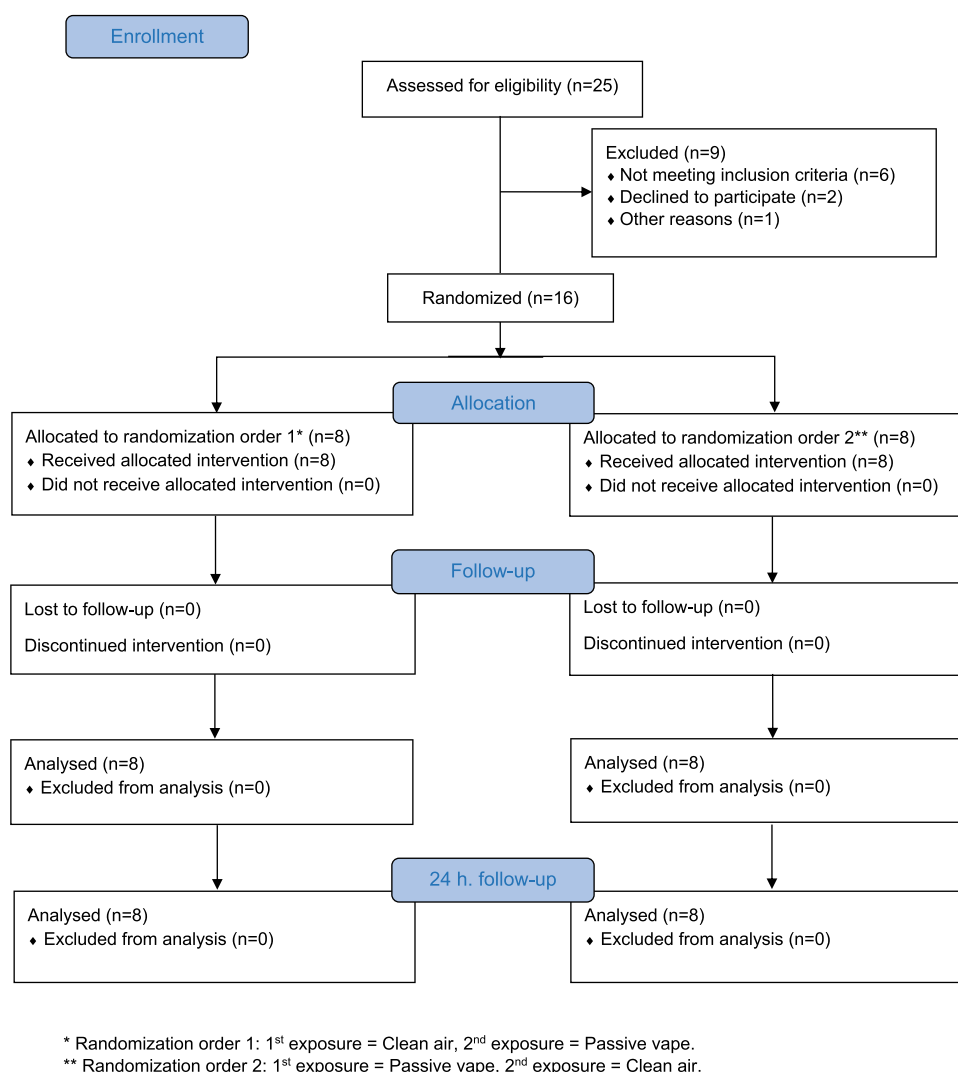 Enrollment
Assessed for eligibility (n=25)
Excluded (n=9)
♦ Not meeting inclusion criteria (n=6)
♦ Declined to participate (n=2)
♦ Other reasons (n=1)
Randomized (n=16)
Allocation
Allocated to randomization order 1* (n=8)
♦ Received allocated intervention (n=8)
♦ Did not receive allocated intervention (n=0)
Allocated to randomization order 2** (n=8)
♦ Received allocated intervention (n=8)
♦ Did not receive allocated intervention (n=0)
Follow-up
Lost to follow-up (n=0)
Discontinued intervention (n=0)
Lost to follow-up (n=0)
Discontinued intervention (n=0)
Analysed (n=8)
♦ Excluded from analysis (n=0)
Analysed (n=8)
♦ Excluded from analysis (n=0)
24 h. follow-up
Analysed (n=8)
♦ Excluded from analysis (n=0)
Analysed (n=8)
♦ Excluded from analysis (n=0)
* Randomization order 1: 1st exposure = Clean air, 2nd exposure = Passive vape.
** Randomization order 2: 1st exposure = Passive vape, 2nd exposure = Clean air.